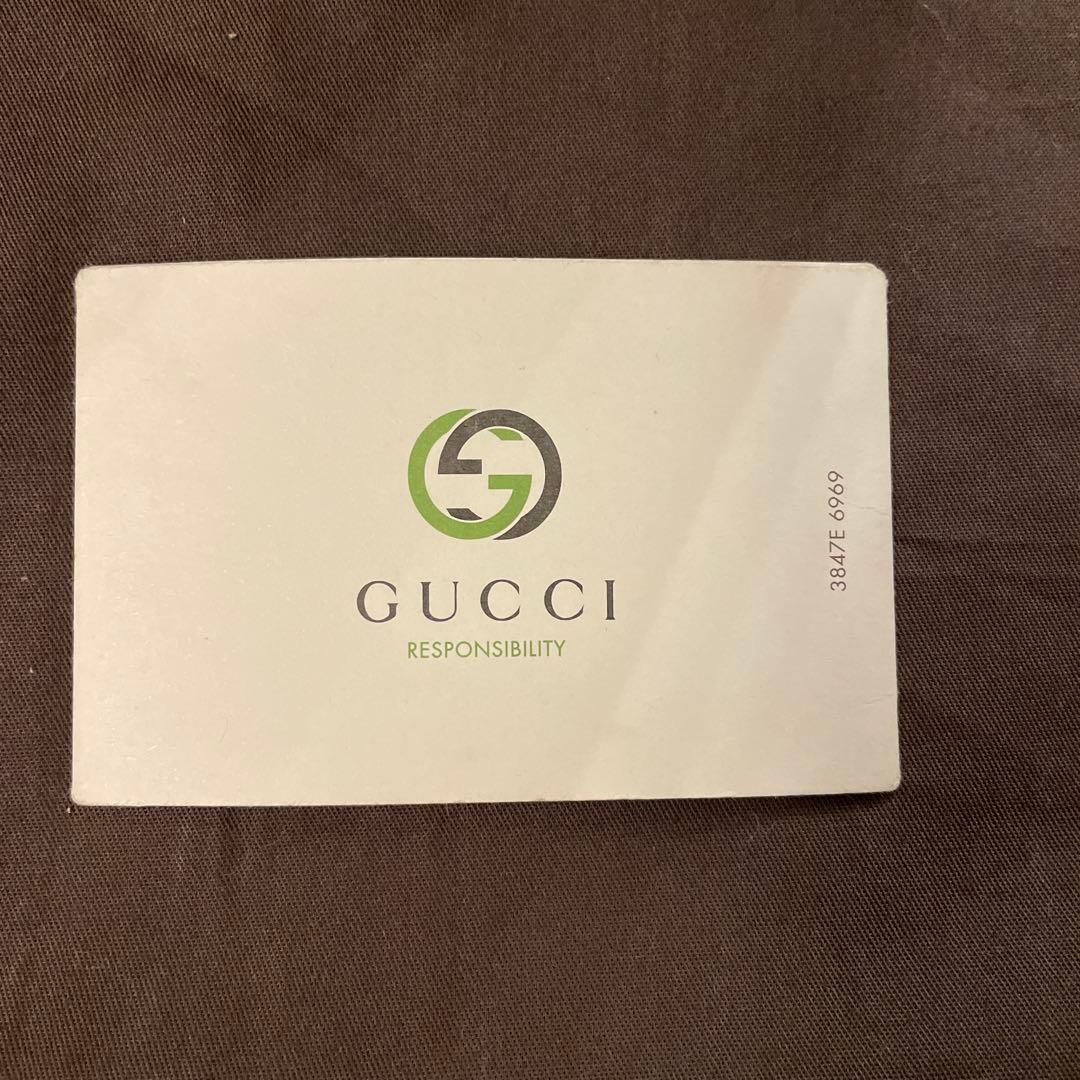 GUCCI
RESPONSIBILITY
3847E 6969